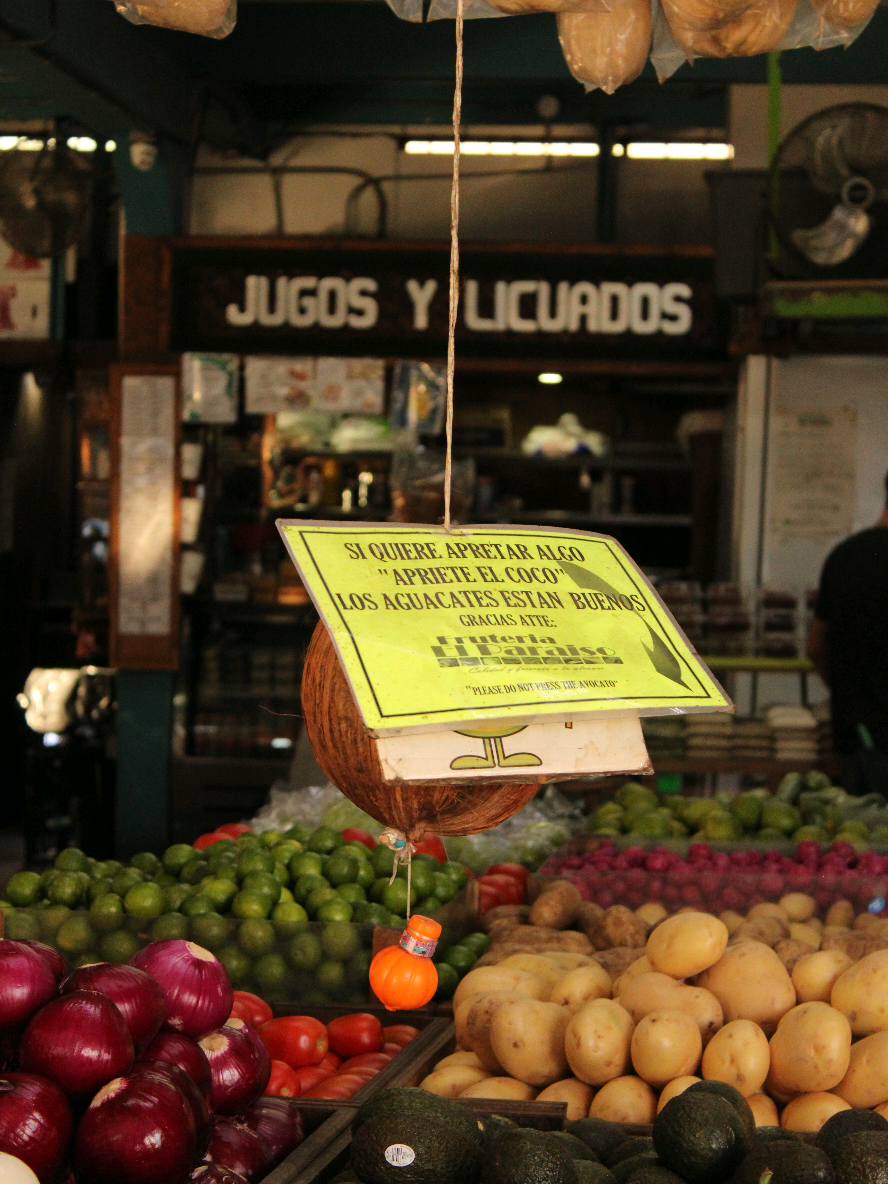 JUGOS Y LICUADOS
SI QUIERE APRETAR ALGO
"APRIETE EL COCO"
LOS AGUACATES ESTAN BUENOS
GRACIAS ATTE:
Fruteria
El Paraiso
"PLEASE DO NOT PRESS THE AVOCATO"